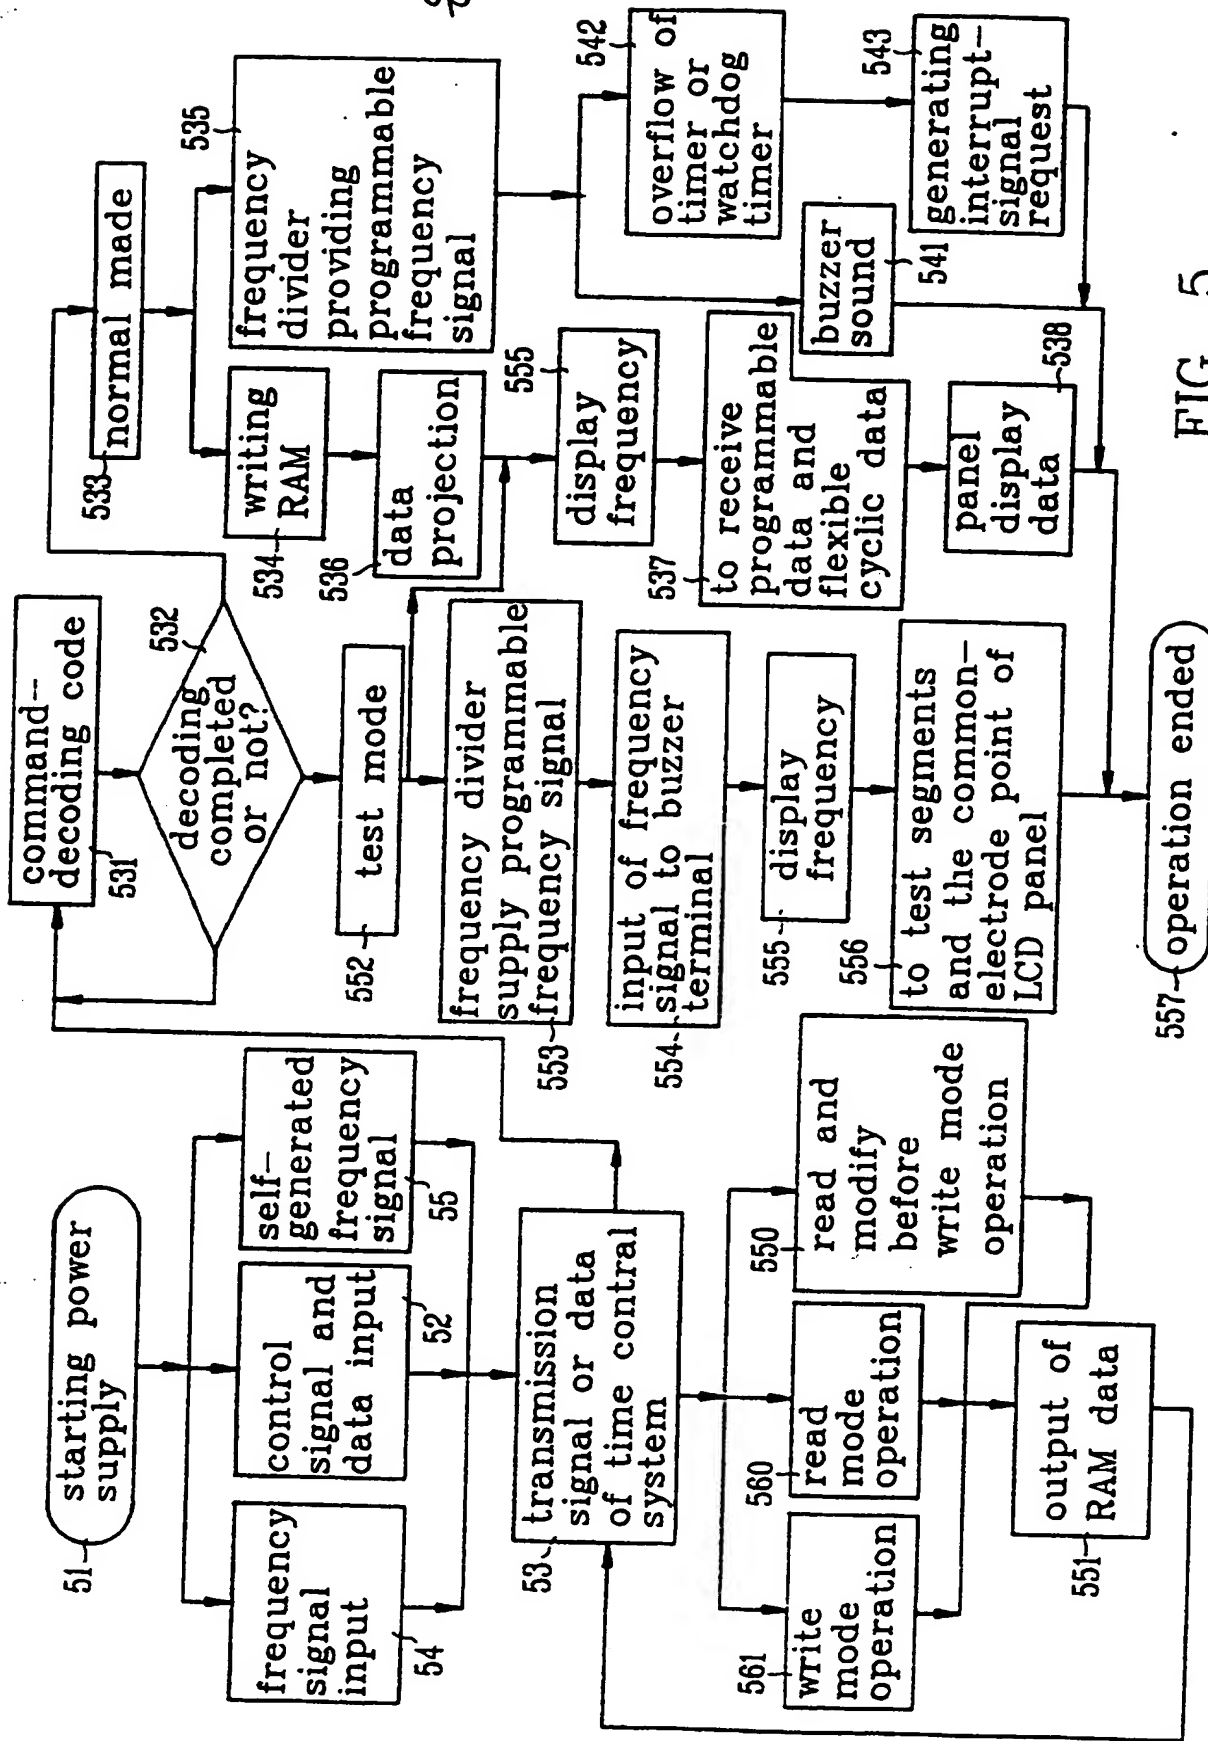 51
starting power
supply
frequency
signal
input
54
control
signal and
data input
52
self-
generated
frequency
signal
55
53
transmission
signal or data
of time contral
system
561
write
mode
operation
560
read
mode
operation
550
read and
modify
before
write mode
operation
551
output of
RAM data
command-
decoding code
531
decoding
completed
or not?
532
552
test mode
frequency divider
supply programmable
frequency signal
553
input of frequency
signal to buzzer
terminal
554
display
frequency
555
556
to test segments
and the common-
electrode point of
LCD panel
557
operation ended
533
normal made
writing
RAM
534
535
frequency
divider
providing
programmable
frequency
signal
536
data
projection
555
display
frequency
537
to receive
programmable
data and
flexible
cyclic data
panel
display
data
538
buzzer
sound
541
542
overflow of
timer or
watchdog
timer
543
generating
interrupt-
signal
request
FIG. 5